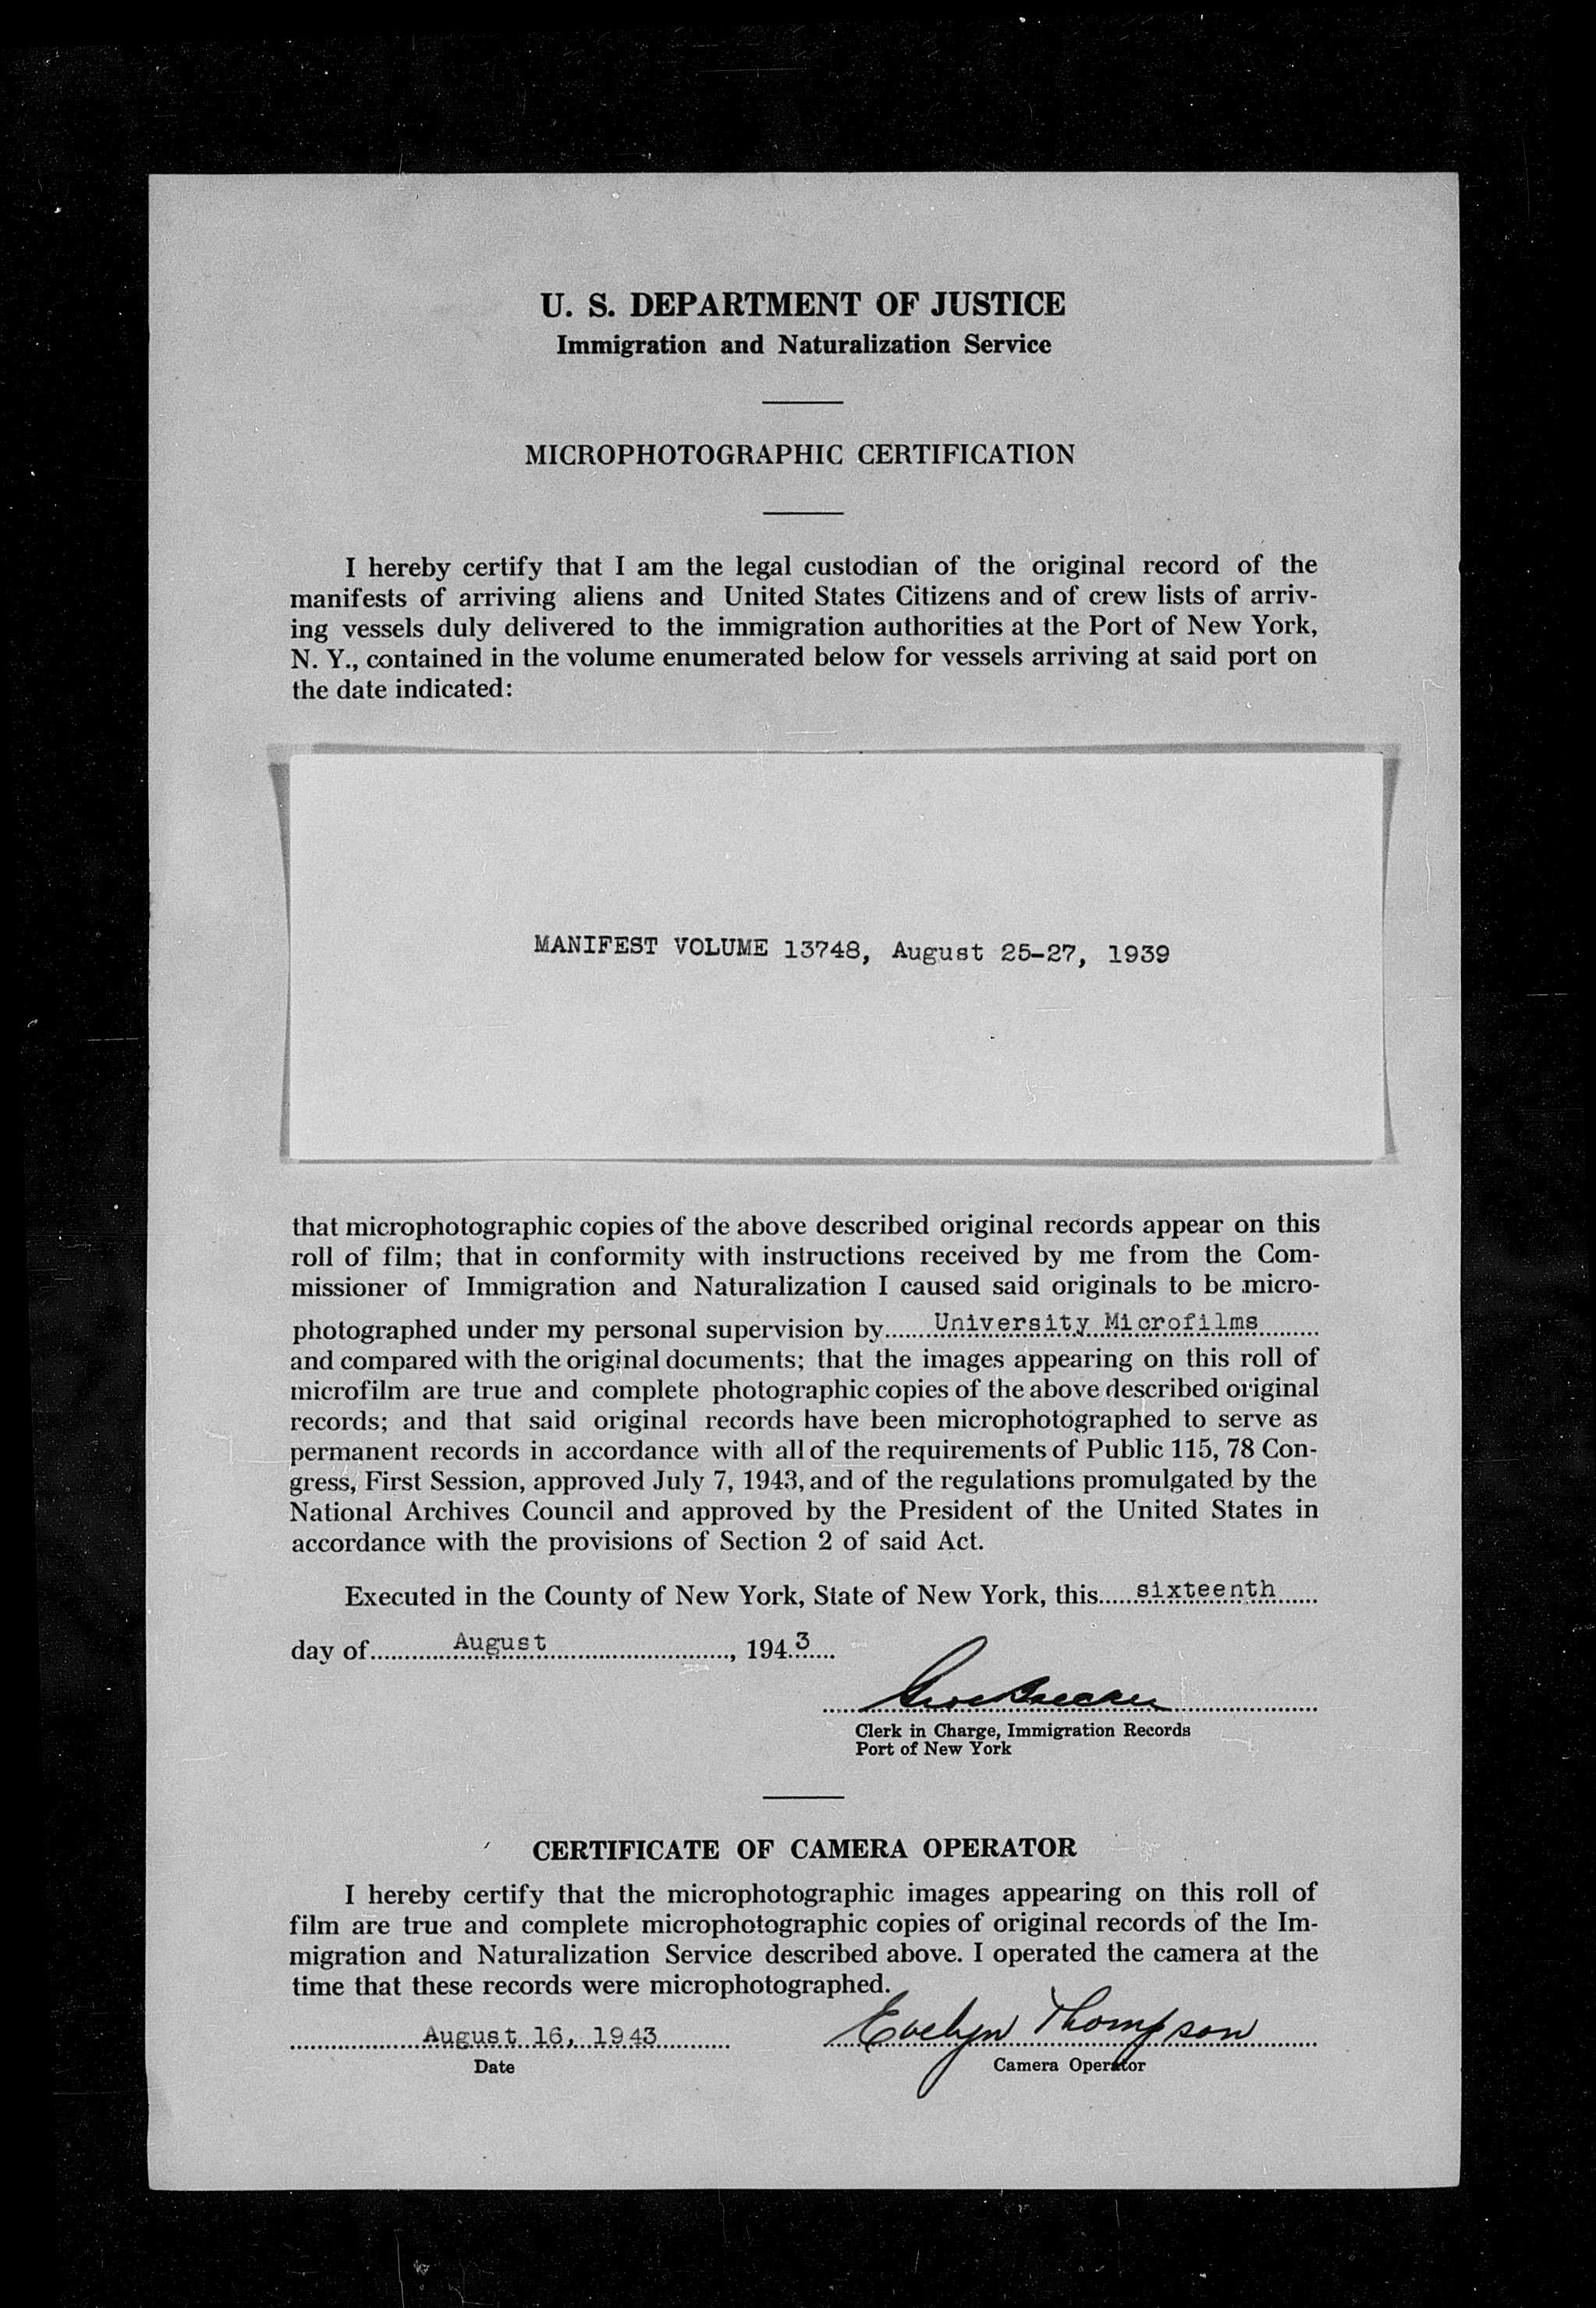 U. S. DEPARTMENT OF JUSTICE
Immigration and Naturalization Service
MICROPHOTOGRAPHIC CERTIFICATION
I hereby certify that I am the legal custodian of the original record of the
manifests of arriving aliens and United States Citizens and of crew lists of arriv-
ing vessels duly delivered to the immigration authorities at the Port of New York,
N. Y., contained in the volume enumerated below for vessels arriving at said port on
the date indicated:
MANIFEST VOLUME 13748, August 25-27, 1939
that microphotographic copies of the above described original records appear on this
roll of film; that in conformity with instructions received by me from the Com-
missioner of Immigration and Naturalization I caused said originals to be micro-
photographed under my personal supervision by University Microfilms
and compared with the original documents; that the images appearing on this roll of
microfilm are true and complete photographic copies of the above described original
records; and that said original records have been microphotographed to serve as
permanent records in accordance with all of the requirements of Public 115, 78 Con-
gress, First Session, approved July 7, 1943, and of the regulations promulgated by the
National Archives Council and approved by the President of the United States in
accordance with the provisions of Section 2 of said Act.
Executed in the County of New York, State of New York, this sixteenth
day of August, 1943
Clerk in Charge, Immigration Records
Port of New York
CERTIFICATE OF CAMERA OPERATOR
I hereby certify that the microphotographic images appearing on this roll of
film are true and complete microphotographic copies of original records of the Im-
migration and Naturalization Service described above. I operated the camera at the
time that these records were microphotographed.
August 16, 1943 Evelyn Thompson
Date Camera Operator